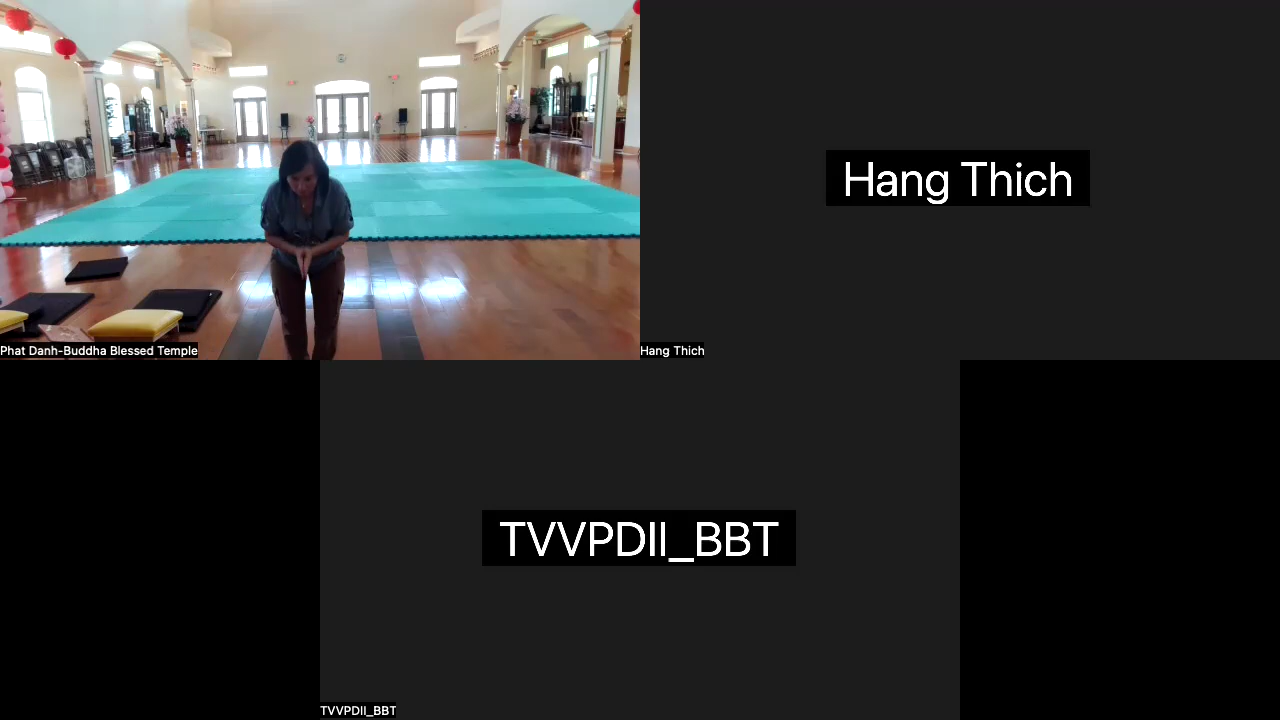 Hang Thich
Phat Danh-Buddha Blessed Temple
Hang Thich
TVVPDII_BBT
TVVPDII_BBT